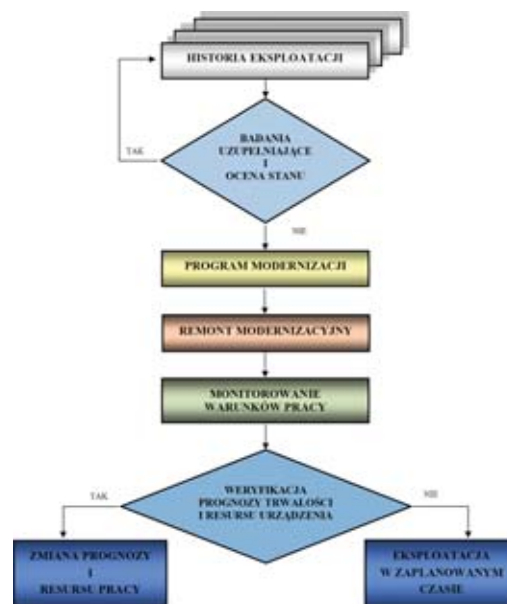 HISTORIA EKSPLOATACJI
BADANIA
UZUPEŁNIAJĄCE
I
OCENA STANU
TAK
NIE
PROGRAM MODERNIZACJI
REMONT MODERNIZACYJNY
MONITOROWANIE
WARUNKÓW PRACY
WERYFIKACJA
PROGNOZY TRWAŁOŚCI
I RESURSU URZĄDZENIA
TAK
NIE
ZMIANA PROGNOZY
I
RESURSU PRACY
EKSPLOATACJA
W ZAPLANOWANYM
CZASIE